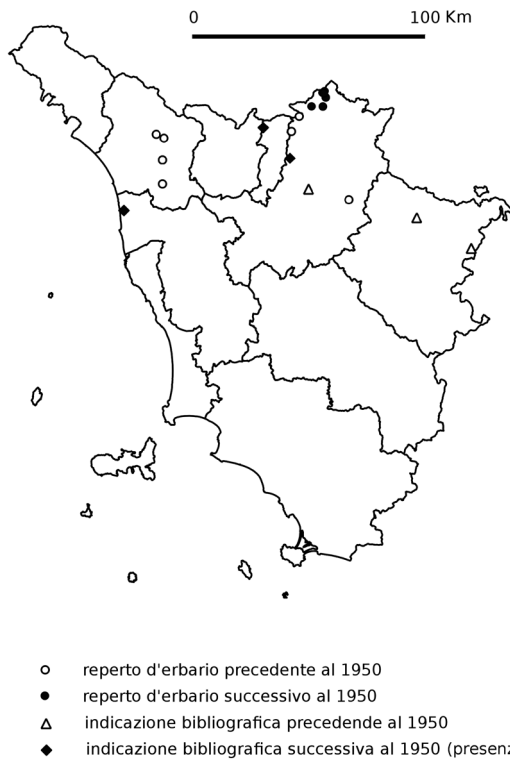 0 100 Km
reperto d'erbario precedente al 1950
reperto d'erbario successivo al 1950
indicazione bibliografica precedende al 1950
indicazione bibliografica successiva al 1950 (presenz